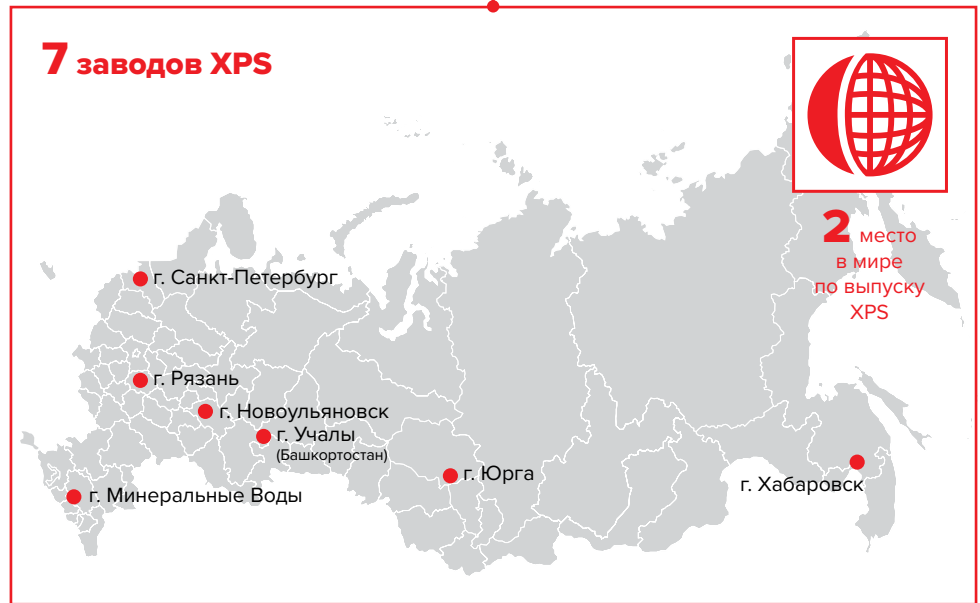 7 заводов XPS
2 место
в мире
по выпуску
XPS
г. Санкт-Петербург
г. Рязань
г. Новоульяновск
г. Учалы
(Башкортостан)
г. Юрга
г. Хабаровск
г. Минеральные Воды